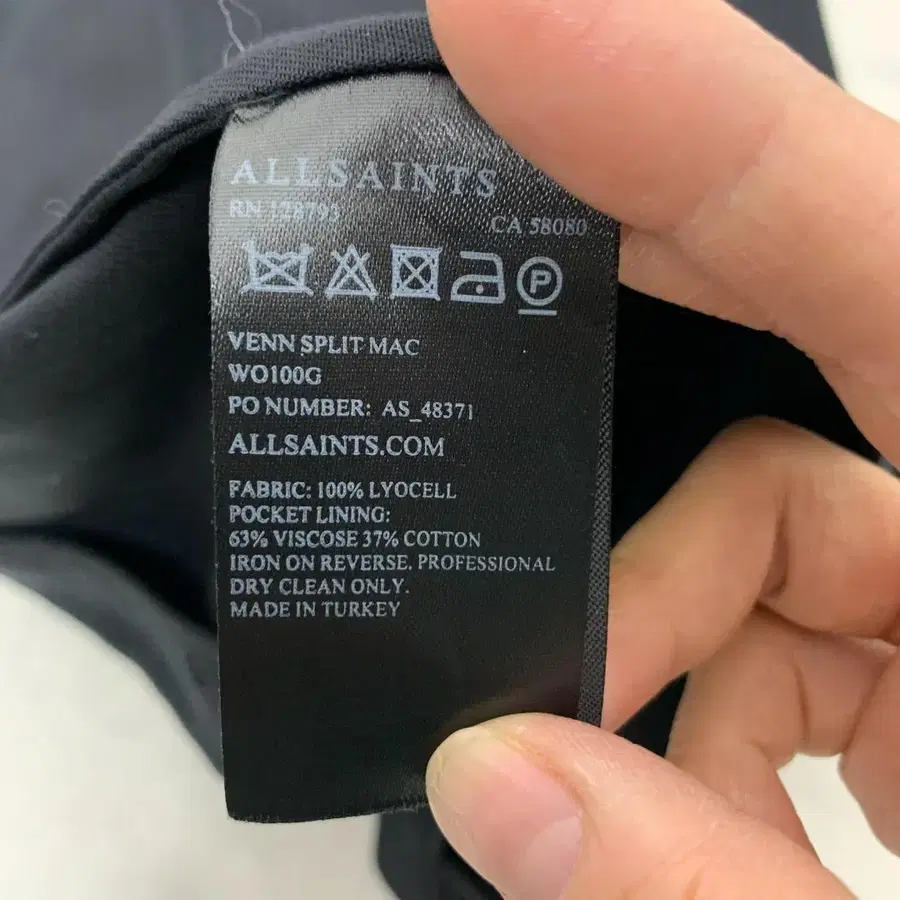 ALLSAINTS
RN 128793
CA 58080
P
VENN SPLIT MAC
WO100G
PO NUMBER: AS_48371
ALLSAINTS.COM
FABRIC: 100% LYOCELL
POCKET LINING:
63% VISCOSE 37% COTTON
IRON ON REVERSE. PROFESSIONAL
DRY CLEAN ONLY.
MADE IN TURKEY